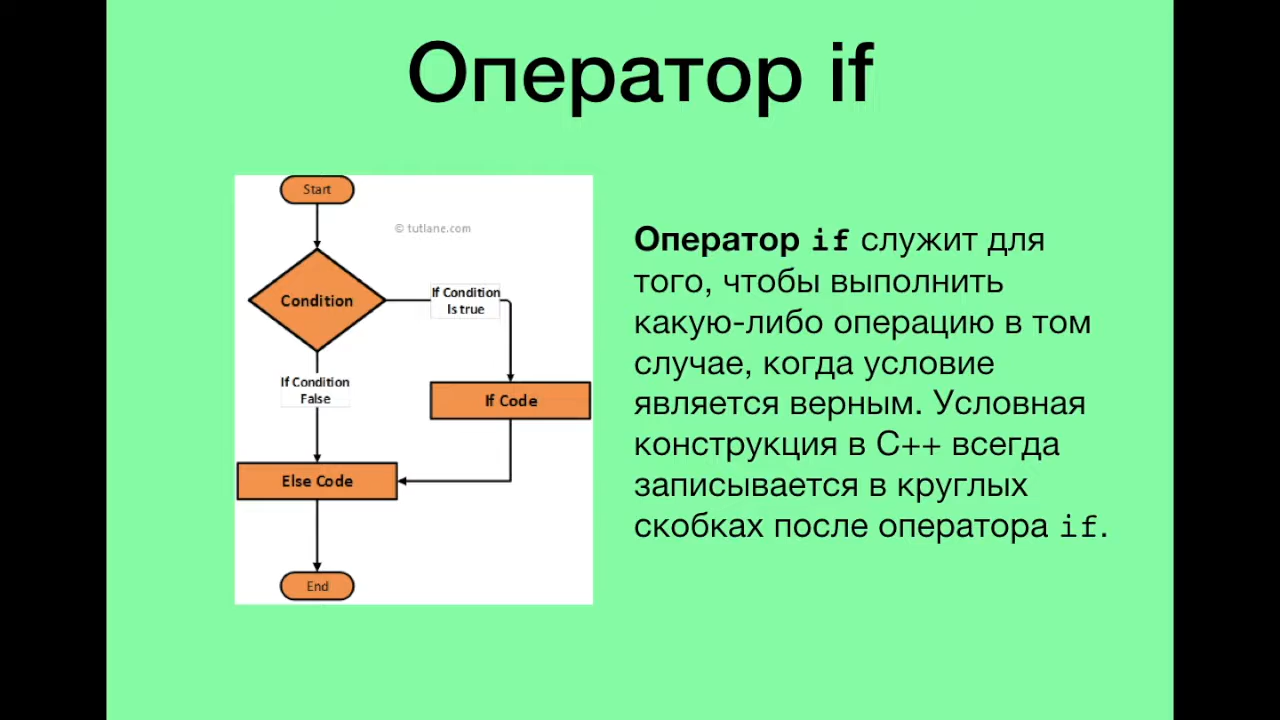 Оператор if
Start
© tutlane.com
Condition
If Condition
Is true
If Condition
False
If Code
Else Code
End
Оператор if служит для
того, чтобы выполнить
какую-либо операцию в том
случае, когда условие
является верным. Условная
конструкция в С++ всегда
записывается в круглых
скобках после оператора if.